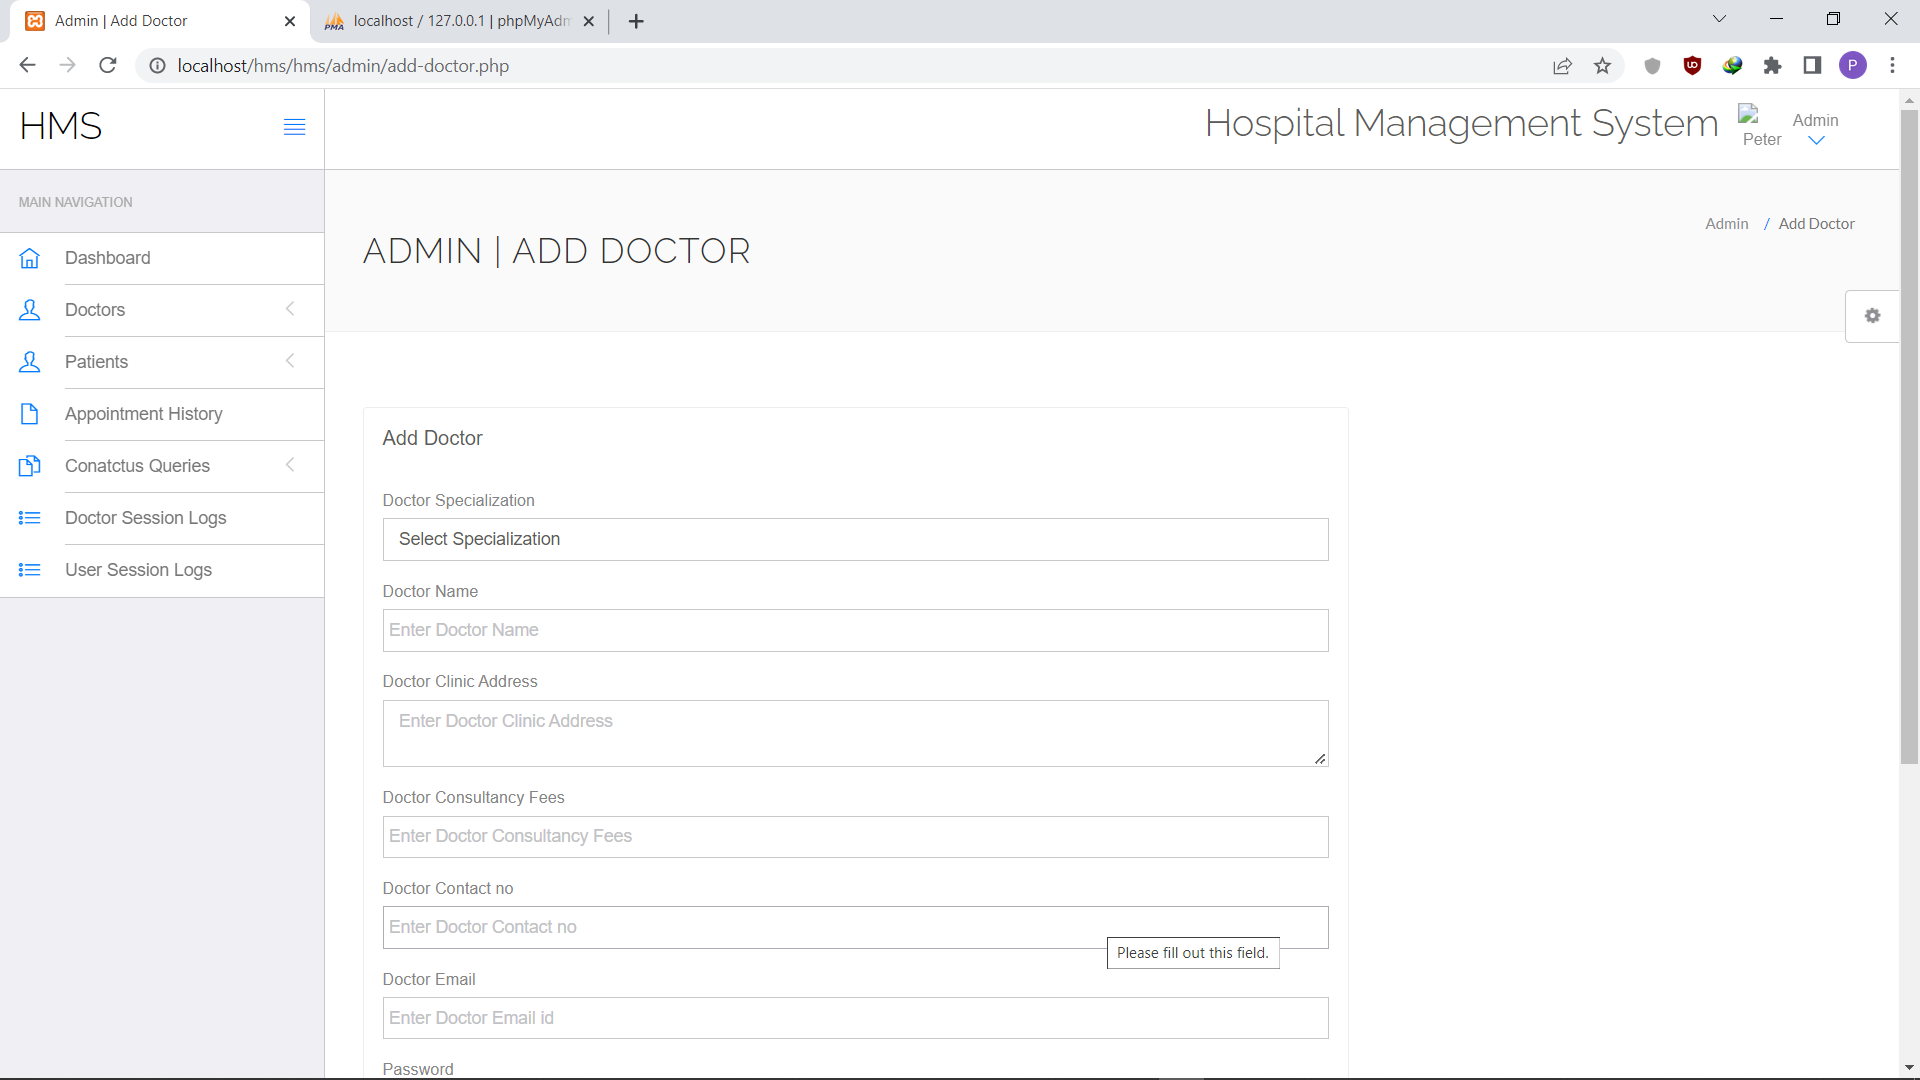 Admin | Add Doctor
PMA localhost / 127.0.0.1 | phpMyAdm
localhost/hms/hms/admin/add-doctor.php
UD
P
HMS
Hospital Management System
Peter
Admin
MAIN NAVIGATION
Dashboard
Doctors
Patients
Appointment History
Conatctus Queries
Doctor Session Logs
User Session Logs
ADMIN | ADD DOCTOR
Admin / Add Doctor
Add Doctor
Doctor Specialization
Select Specialization
Doctor Name
Enter Doctor Name
Doctor Clinic Address
Enter Doctor Clinic Address
Doctor Consultancy Fees
Enter Doctor Consultancy Fees
Doctor Contact no
Enter Doctor Contact no
Please fill out this field.
Doctor Email
Enter Doctor Email id
Password